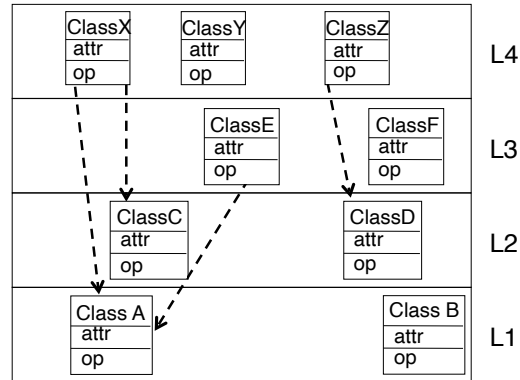 ClassX
attr
op
ClassY
attr
op
ClassZ
attr
op
L4
ClassE
attr
op
ClassF
attr
op
L3
ClassC
attr
op
ClassD
attr
op
L2
Class A
attr
op
Class B
attr
op
L1